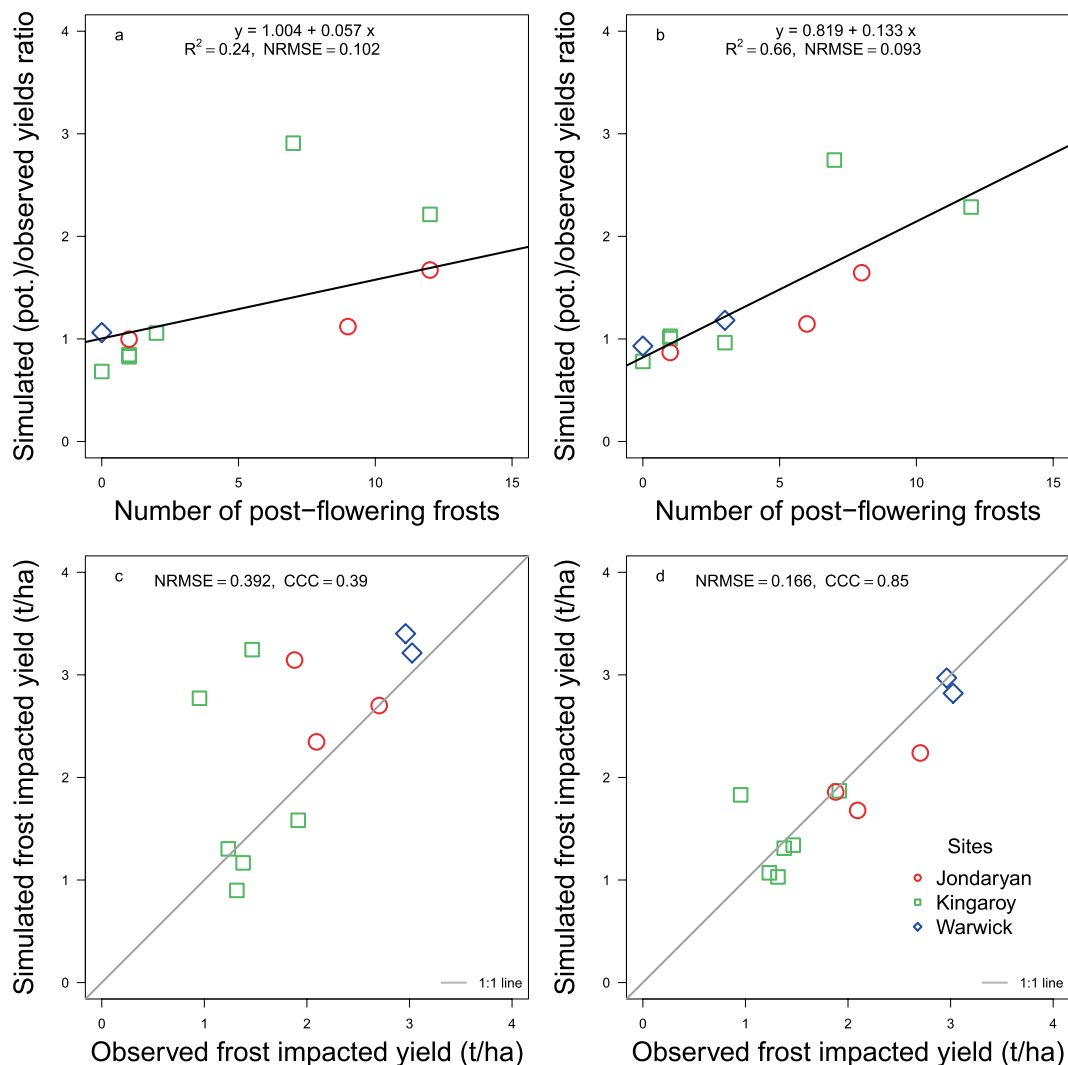 a
y = 1.004 + 0.057 x
R² = 0.24, NRMSE = 0.102
Simulated (pot.)/observed yields ratio
4
3
2
1
0
0 5 10 15
Number of post−flowering frosts
b
y = 0.819 + 0.133 x
R² = 0.66, NRMSE = 0.093
Simulated (pot.)/observed yields ratio
4
3
2
1
0
0 5 10 15
Number of post−flowering frosts
c
NRMSE = 0.392, CCC = 0.39
Simulated frost impacted yield (t/ha)
4
3
2
1
0
1:1 line
0 1 2 3 4
Observed frost impacted yield (t/ha)
d
NRMSE = 0.166, CCC = 0.85
Simulated frost impacted yield (t/ha)
4
3
2
1
0
Sites
Jondaryan
Kingaroy
Warwick
1:1 line
0 1 2 3 4
Observed frost impacted yield (t/ha)